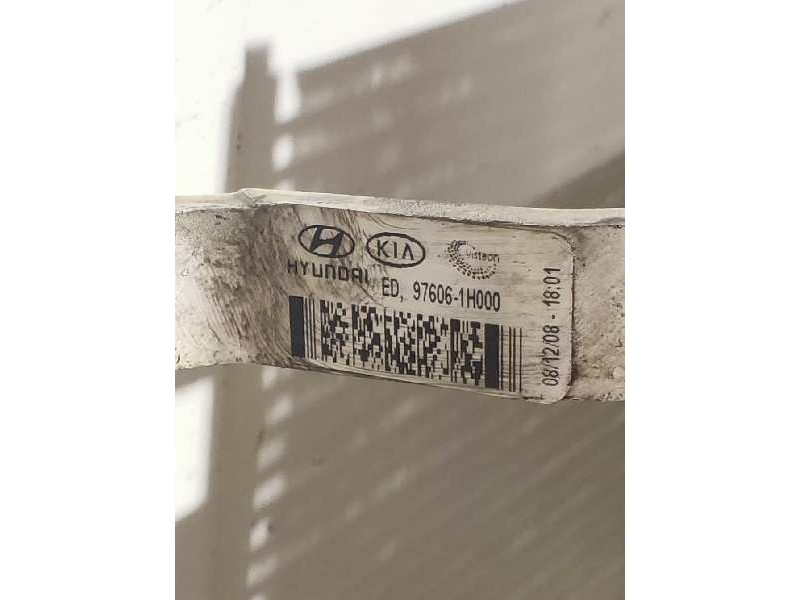 HYUNDAI
KIA
Visteon
ED, 97606-1H000
08/12/08 - 18:01